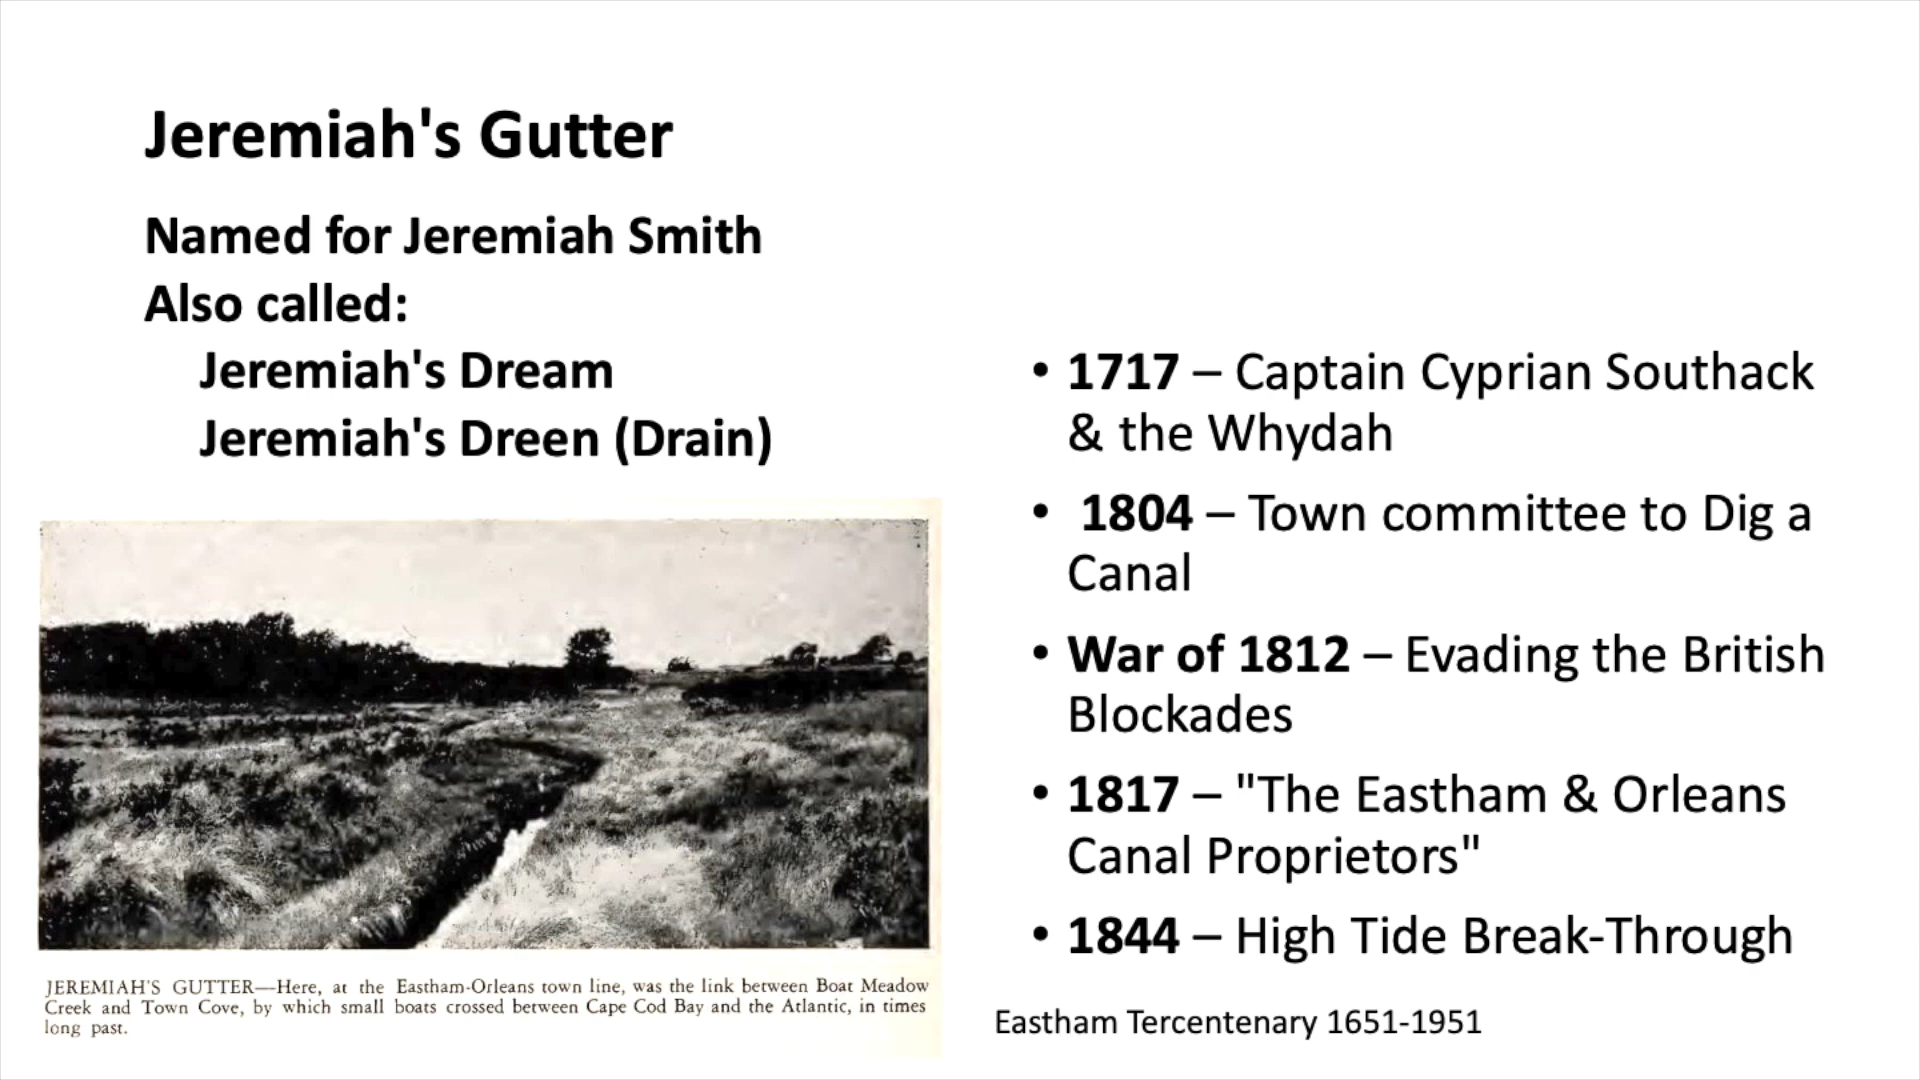 Jeremiah's Gutter
Named for Jeremiah Smith
Also called:
Jeremiah's Dream
Jeremiah's Dreen (Drain)
JEREMIAH'S GUTTER—Here, at the Eastham-Orleans town line, was the link between Boat Meadow
Creek and Town Cove, by which small boats crossed between Cape Cod Bay and the Atlantic, in times
long past.
• 1717 – Captain Cyprian Southack
& the Whydah
• 1804 – Town committee to Dig a
Canal
• War of 1812 – Evading the British
Blockades
• 1817 – "The Eastham & Orleans
Canal Proprietors"
• 1844 – High Tide Break-Through
Eastham Tercentenary 1651-1951